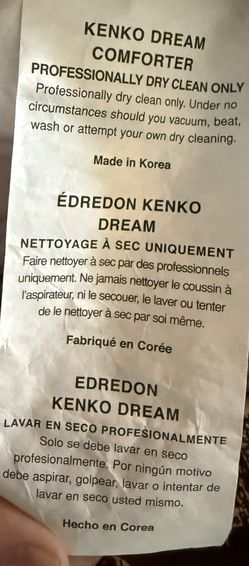 KENKO DREAM
COMFORTER
PROFESSIONALLY DRY CLEAN ONLY
Professionally dry clean only. Under no
circumstances should you vacuum, beat,
wash or attempt your own dry cleaning.
Made in Korea
ÉDREDON KENKO
DREAM
NETTOYAGE À SEC UNIQUEMENT
Faire nettoyer à sec par des professionnels
uniquement. Ne jamais nettoyer le coussin à
l'aspirateur, ni le secouer, le laver ou tenter
de le nettoyer à sec par soi même.
Fabriqué en Corée
EDREDON
KENKO DREAM
LAVAR EN SECO PROFESIONALMENTE
Solo se debe lavar en seco
profesionalmente. Por ningún motivo
debe aspirar, golpear, lavar o intentar de
lavar en seco usted mismo.
Hecho en Corea